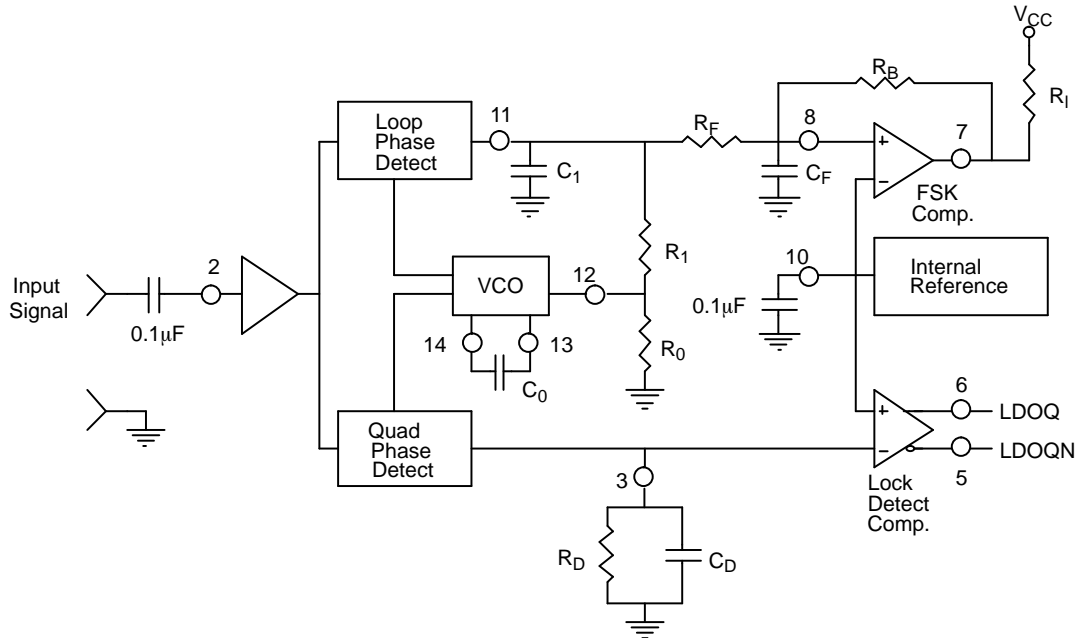 V_CC
R_B
R_I
Loop
Phase
Detect
11
R_F
8
7
C_1
C_F
FSK
Comp.
R_1
Input
Signal
0.1μF
2
VCO
12
10
Internal
Reference
0.1μF
14
13
C_0
R_0
6
LDOQ
Quad
Phase
Detect
LDOQN
5
3
Lock
Detect
Comp.
R_D
C_D